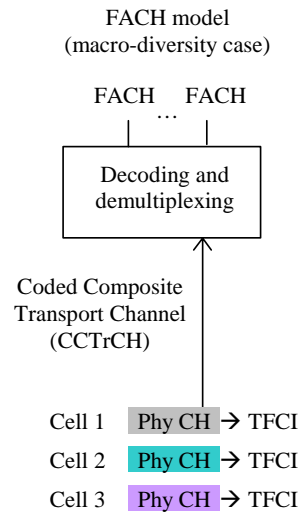 FACH model
(macro-diversity case)
FACH … FACH
Decoding and
demultiplexing
Coded Composite
Transport Channel
(CCTrCH)
Cell 1 Phy CH → TFCI
Cell 2 Phy CH → TFCI
Cell 3 Phy CH → TFCI